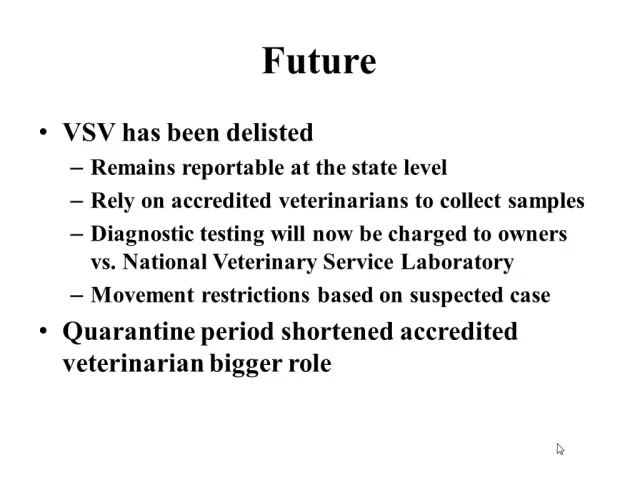 Future
• VSV has been delisted
– Remains reportable at the state level
– Rely on accredited veterinarians to collect samples
– Diagnostic testing will now be charged to owners
vs. National Veterinary Service Laboratory
– Movement restrictions based on suspected case
• Quarantine period shortened accredited
veterinarian bigger role